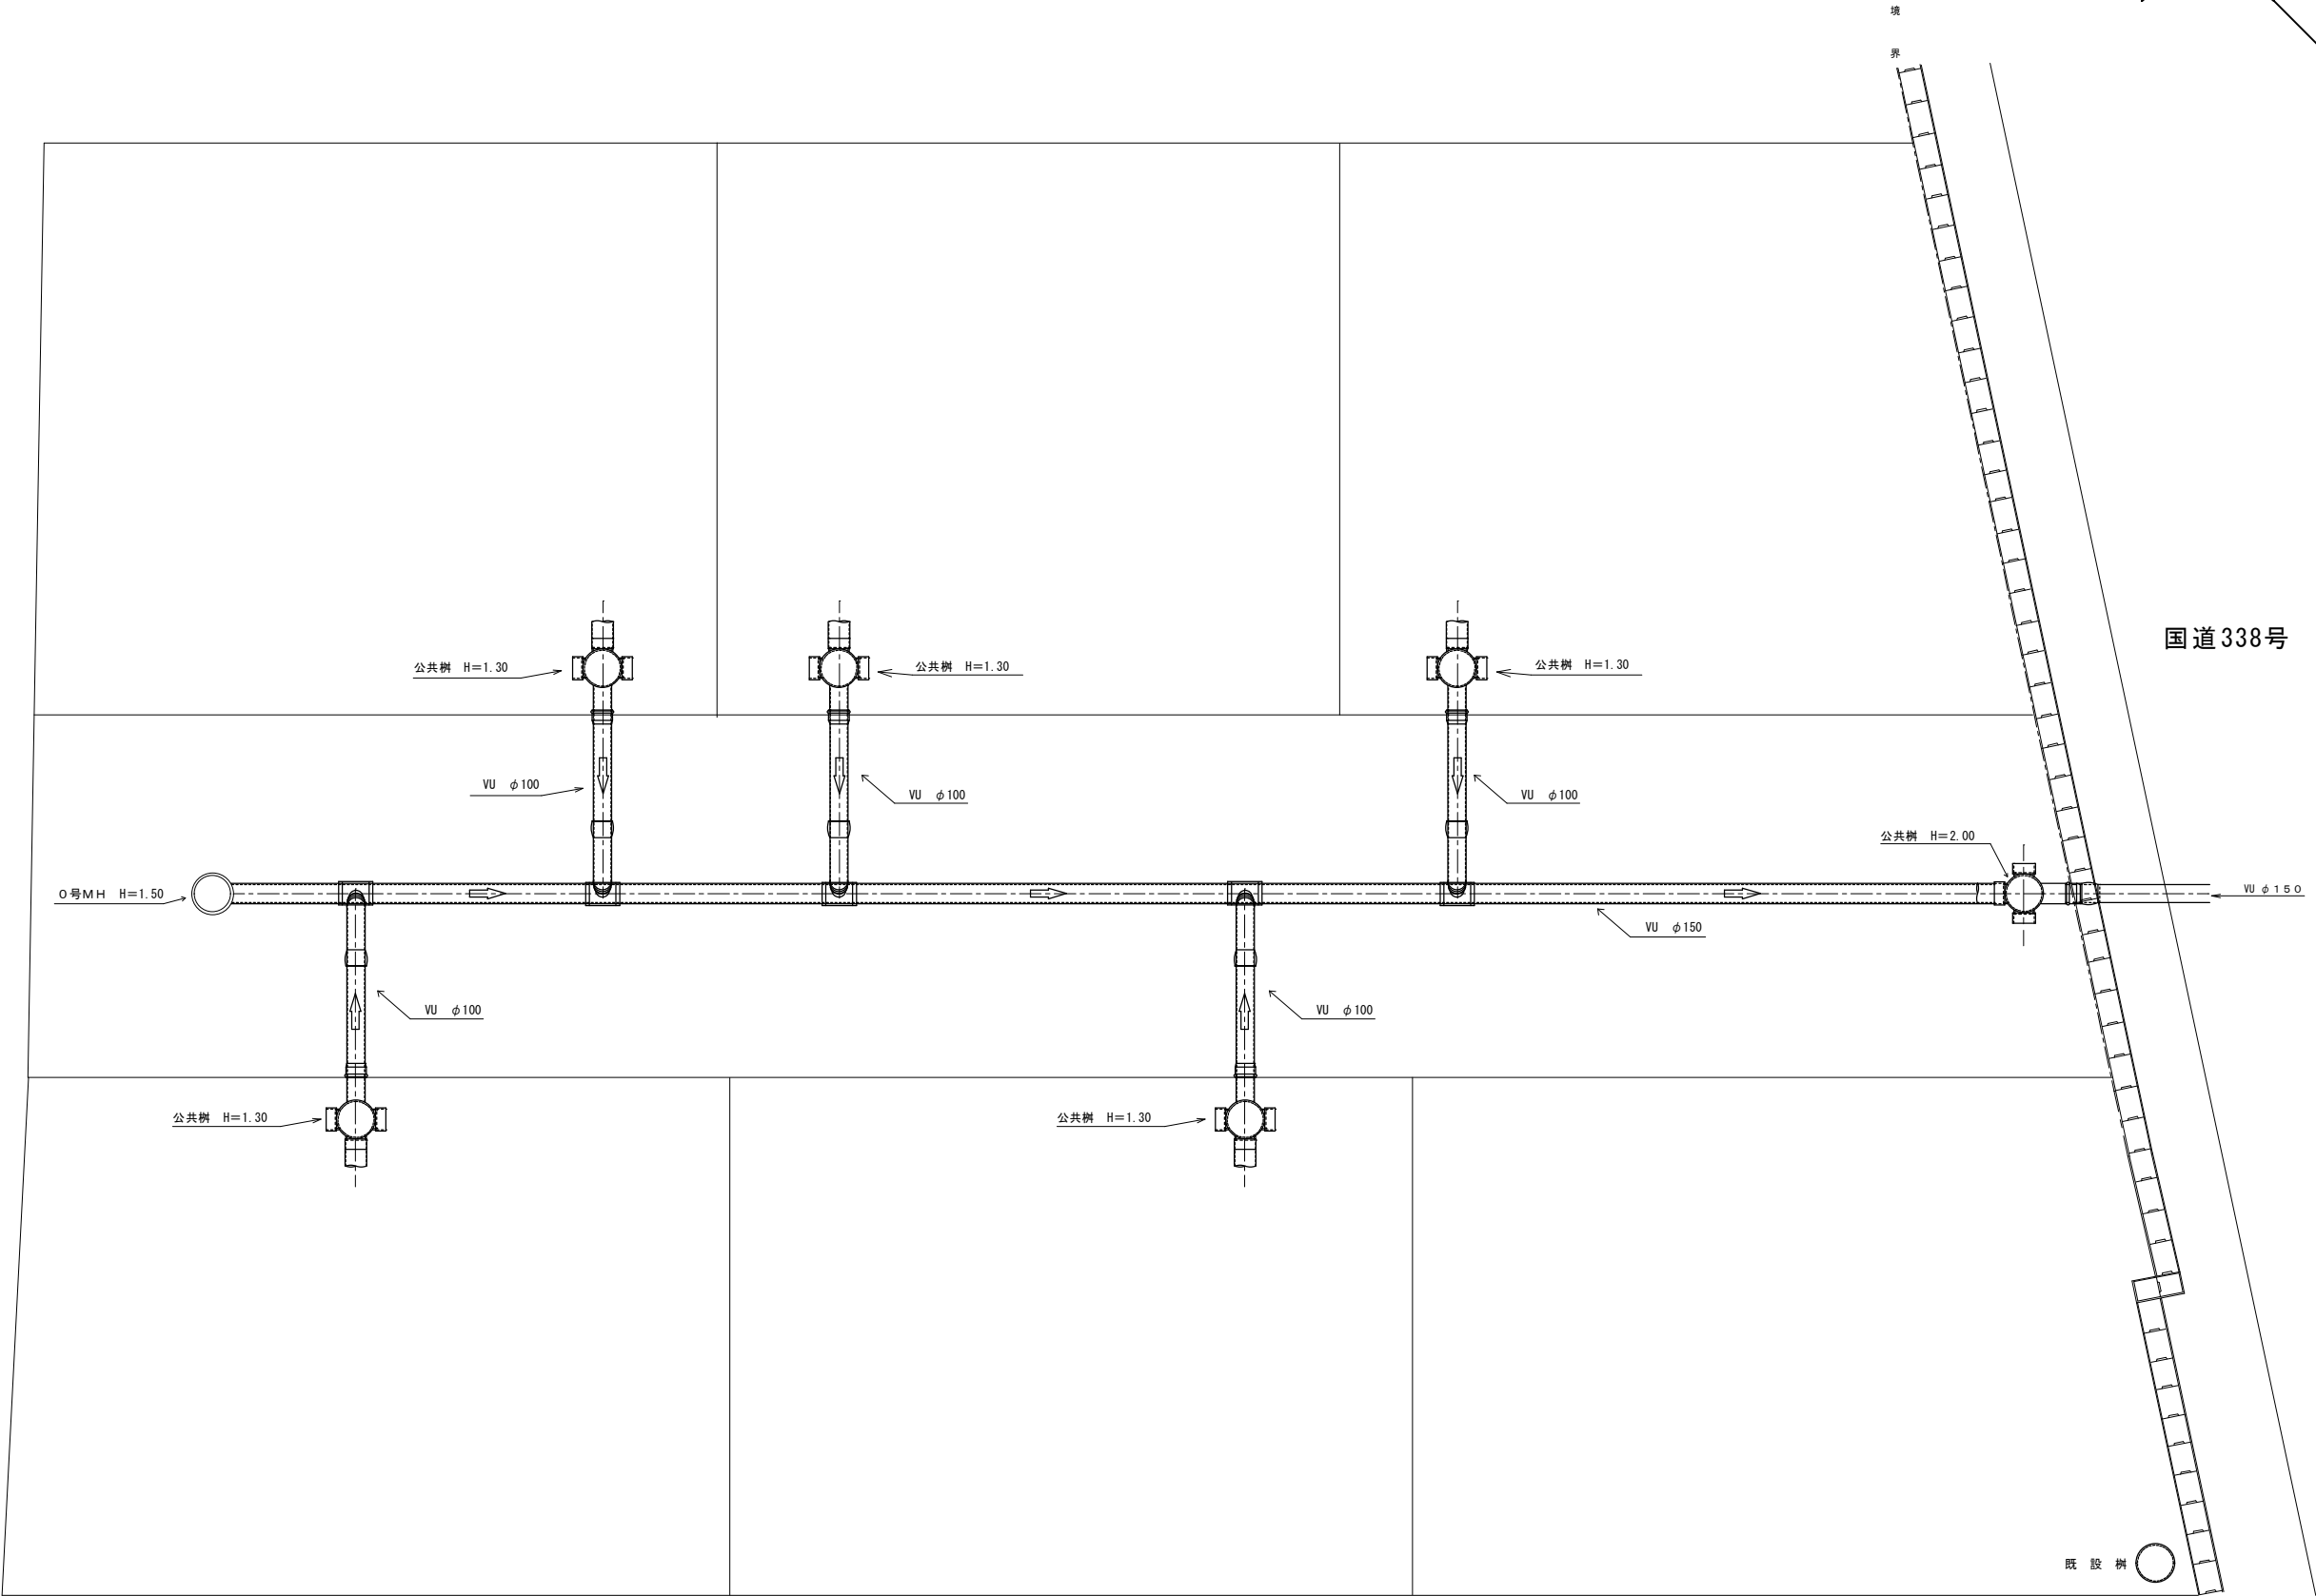 境
界
国道338号
公共桝 H=1.30
公共桝 H=1.30
公共桝 H=1.30
VU φ100
VU φ100
VU φ100
公共桝 H=2.00
0号MH H=1.50
VU φ150
VU φ150
VU φ100
VU φ100
公共桝 H=1.30
公共桝 H=1.30
既設桝